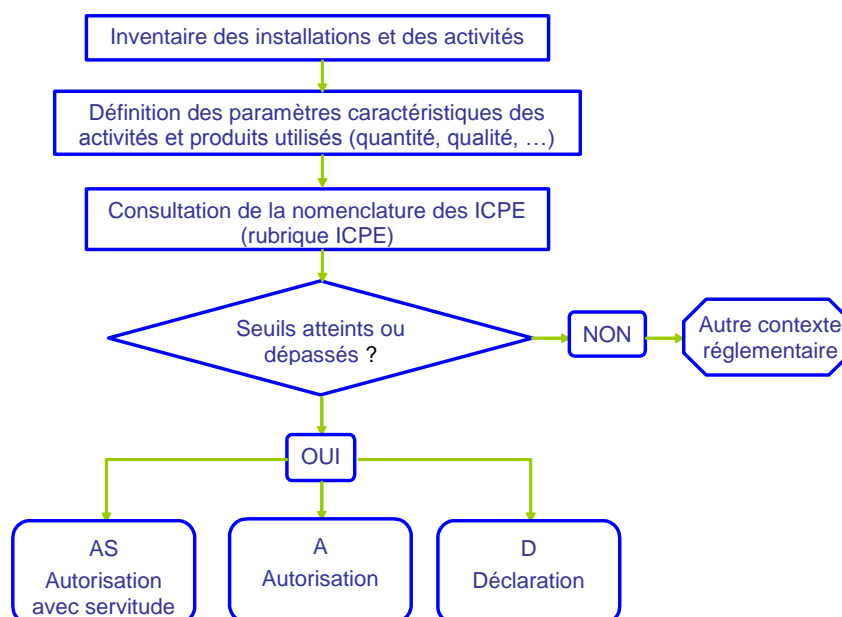 Inventaire des installations et des activités
Définition des paramètres caractéristiques des
activités et produits utilisés (quantité, qualité, …)
Consultation de la nomenclature des ICPE
(rubrique ICPE)
Seuils atteints ou
dépassés ?
NON
Autre contexte
réglementaire
OUI
AS
Autorisation
avec servitude
A
Autorisation
D
Déclaration